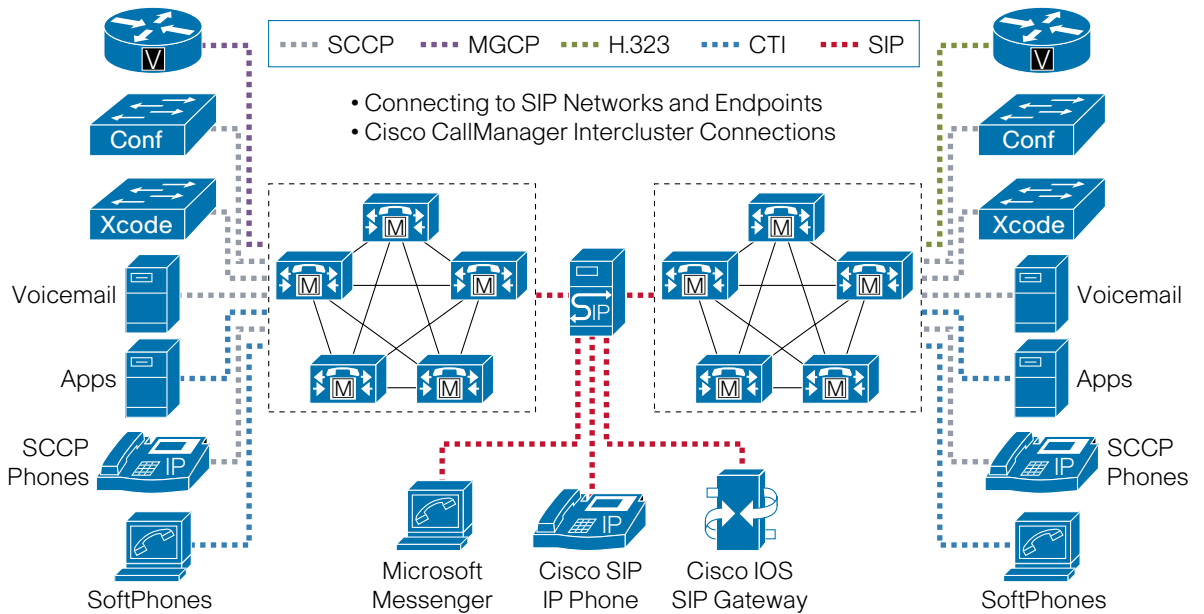 SCCP MGCP H.323 CTI SIP
• Connecting to SIP Networks and Endpoints
• Cisco CallManager Intercluster Connections
V
Conf
Xcode
Voicemail
Apps
SCCP
Phones
IP
SoftPhones
M
M
M
M
M
SIP
M
M
M
M
M
Microsoft
Messenger
IP
Cisco SIP
IP Phone
Cisco IOS
SIP Gateway
V
Conf
Xcode
Voicemail
Apps
IP
SCCP
Phones
SoftPhones